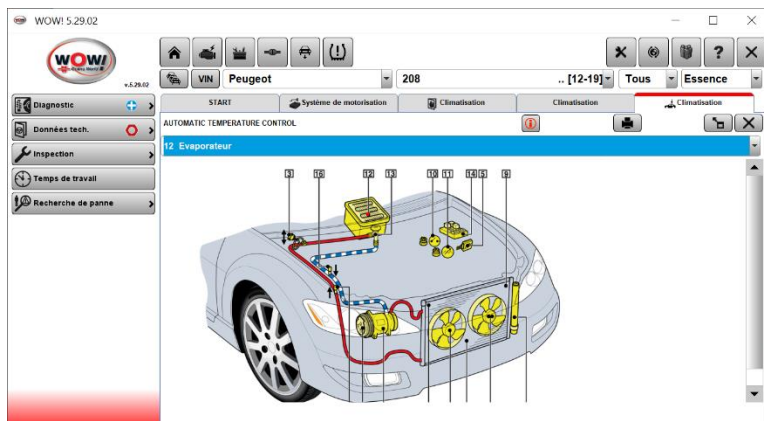 WOW! 5.29.02
WOW!
v.5.29.02
VIN
Peugeot
208
.. [12-19]
Tous
Essence
Diagnostic
Données tech.
Inspection
Temps de travail
Recherche de panne
START
Système de motorisation
Climatisation
Climatisation
Climatisation
AUTOMATIC TEMPERATURE CONTROL
12 Evaporateur
3 16 12 13 10 11 14 5 9